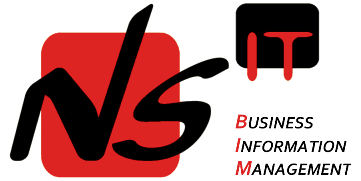 NS
IT
BUSINESS
INFORMATION
MANAGEMENT